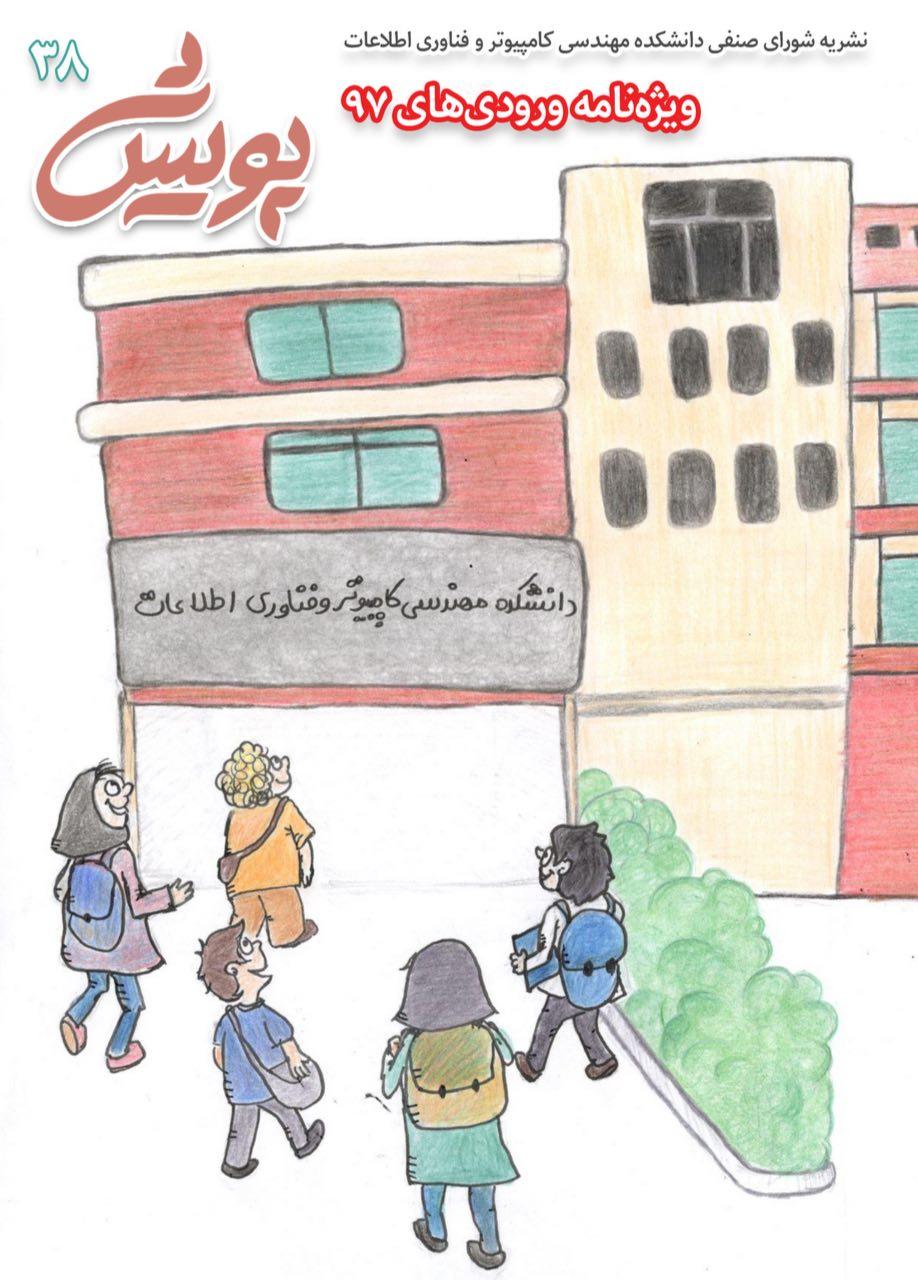 نشریه شورای صنفی دانشکده مهندسی کامپیوتر و فناوری اطلاعات
ویژه‌نامه ورودی‌های ۹۷
۳۸
پویش
دانشکده مهندسی کامپیوتر و فناوری اطلاعات